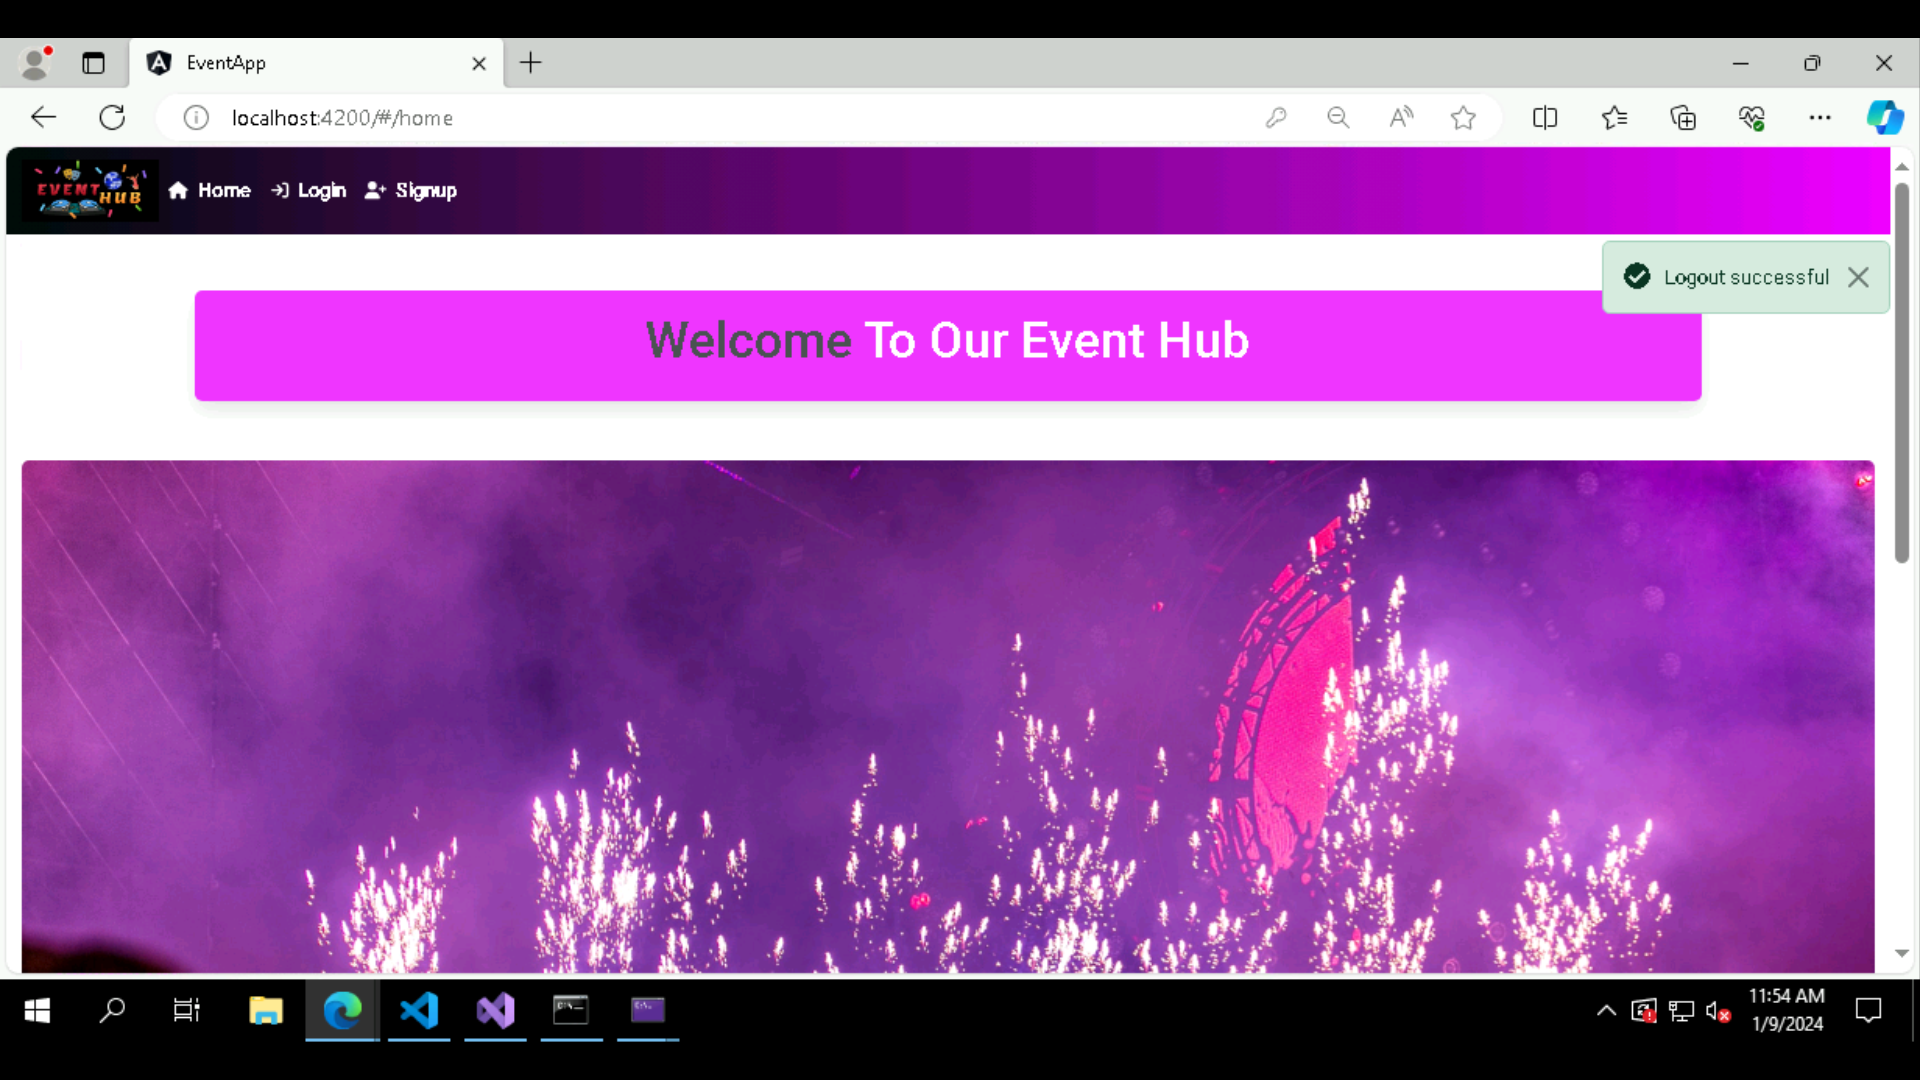 EventApp
localhost:4200/#/home
EVENT
HUB
Home
Login
Signup
Logout successful
Welcome To Our Event Hub
11:54 AM
1/9/2024